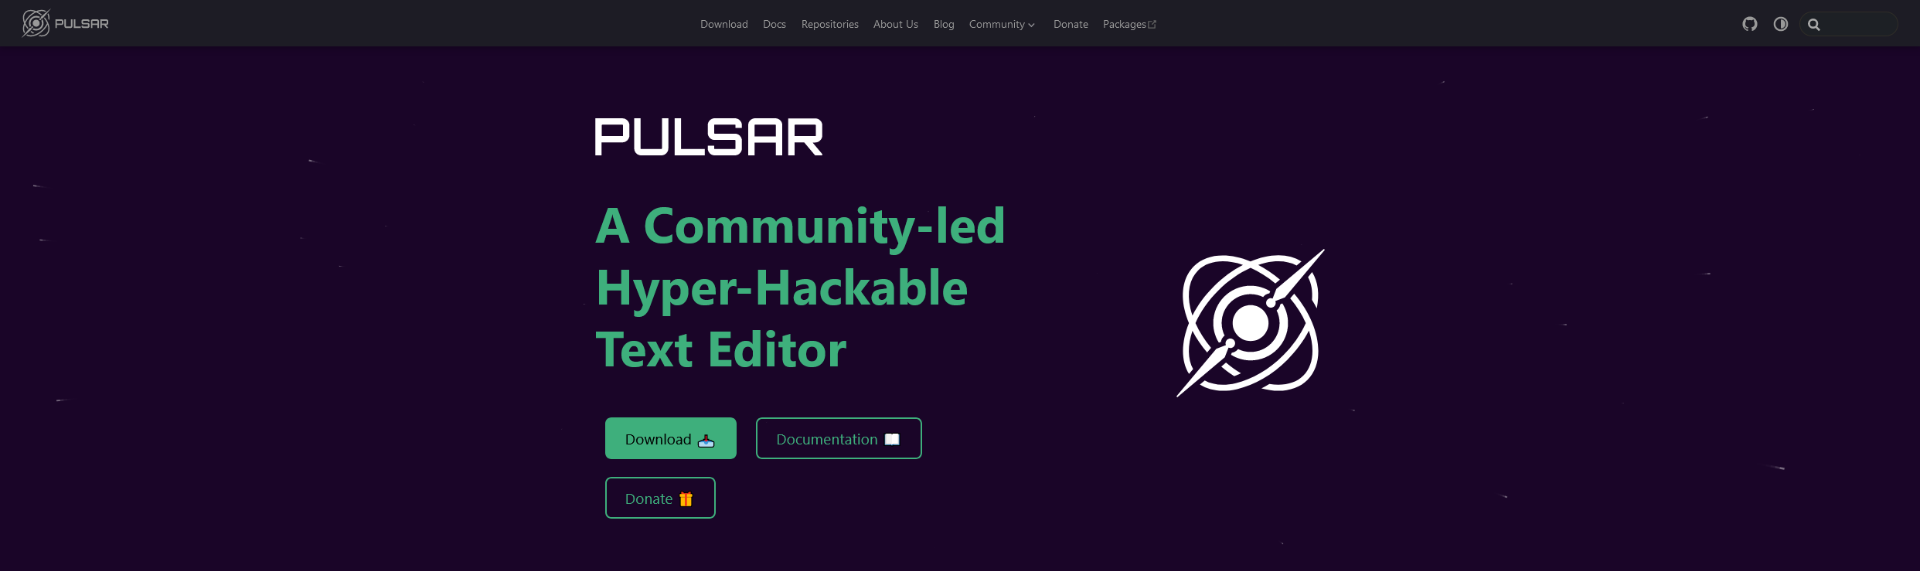 PULSAR
Download Docs Repositories About Us Blog Community Donate Packages
PULSAR
A Community-led
Hyper-Hackable
Text Editor
Download Documentation
Donate